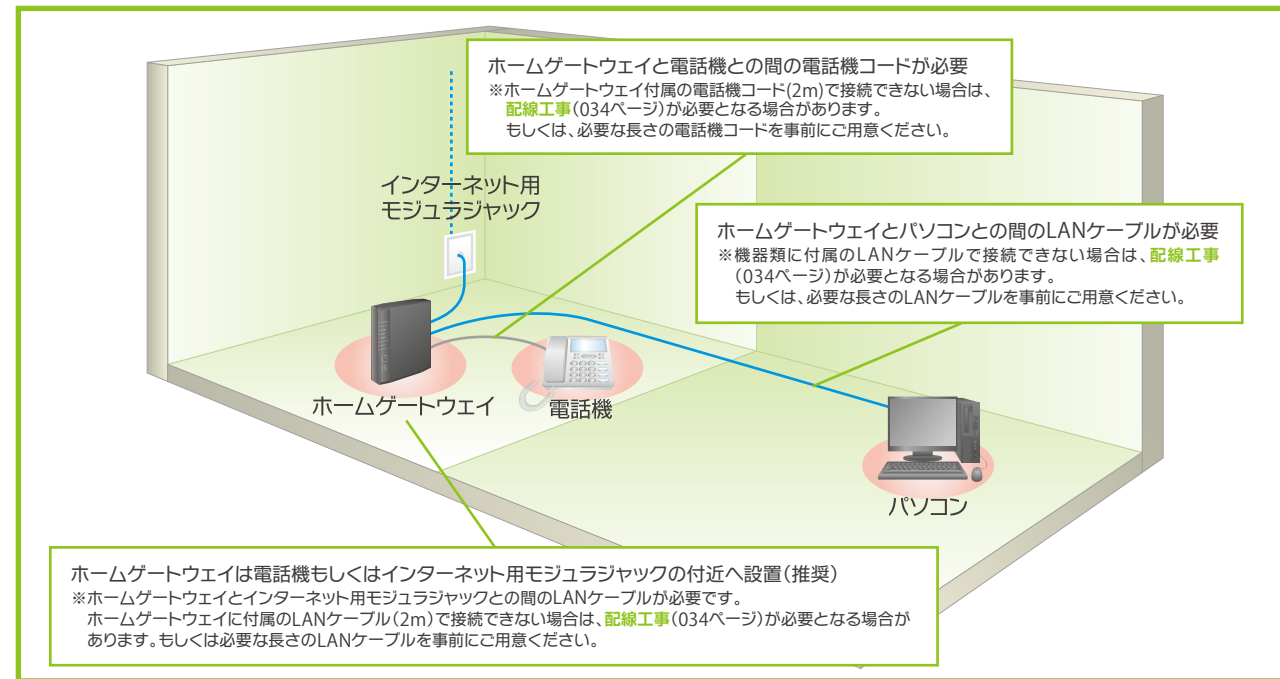 ホームゲートウェイと電話機との間の電話機コードが必要
※ホームゲートウェイ付属の電話機コード(2m)で接続できない場合は、
配線工事(034ページ)が必要となる場合があります。
もしくは、必要な長さの電話機コードを事前にご用意ください。
インターネット用
モジュラジャック
ホームゲートウェイとパソコンとの間のLANケーブルが必要
※機器類に付属のLANケーブルで接続できない場合は、配線工事
(034ページ)が必要となる場合があります。
もしくは、必要な長さのLANケーブルを事前にご用意ください。
ホームゲートウェイ
電話機
パソコン
ホームゲートウェイは電話機もしくはインターネット用モジュラジャックの付近へ設置(推奨)
※ホームゲートウェイとインターネット用モジュラジャックとの間のLANケーブルが必要です。
ホームゲートウェイに付属のLANケーブル(2m)で接続できない場合は、配線工事(034ページ)が必要となる場合が
あります。もしくは必要な長さのLANケーブルを事前にご用意ください。